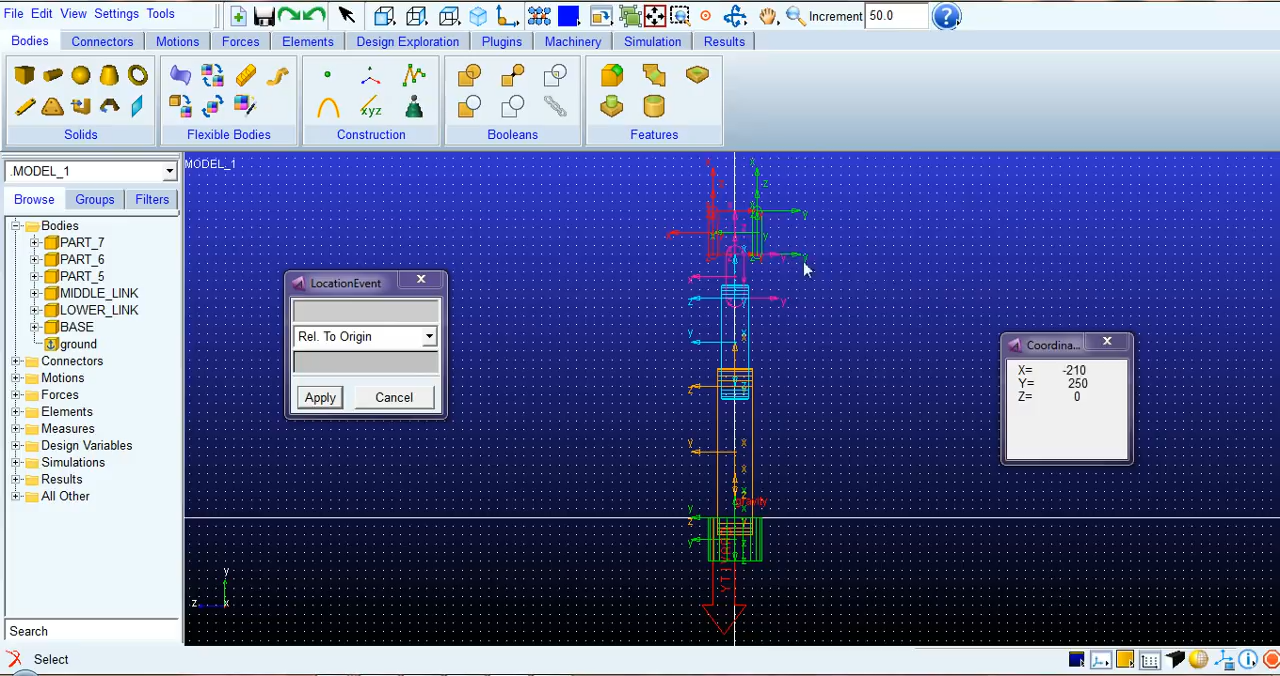 File Edit View Settings Tools
Increment 50.0
Bodies Connectors Motions Forces Elements Design Exploration Plugins Machinery Simulation Results
xyz
Solids Flexible Bodies Construction Booleans Features
.MODEL_1
MODEL_1
Browse Groups Filters
Bodies
PART_7
PART_6
PART_5
MIDDLE_LINK
LOWER_LINK
BASE
ground
Connectors
Motions
Forces
Elements
Measures
Design Variables
Simulations
Results
All Other
Search
Select
LocationEvent X
Rel. To Origin
Apply Cancel
Coordina... X
X= -210
Y= 250
Z= 0
gravity
y
z x